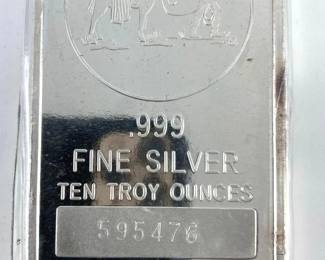 .999
FINE SILVER
TEN TROY OUNCES
595476